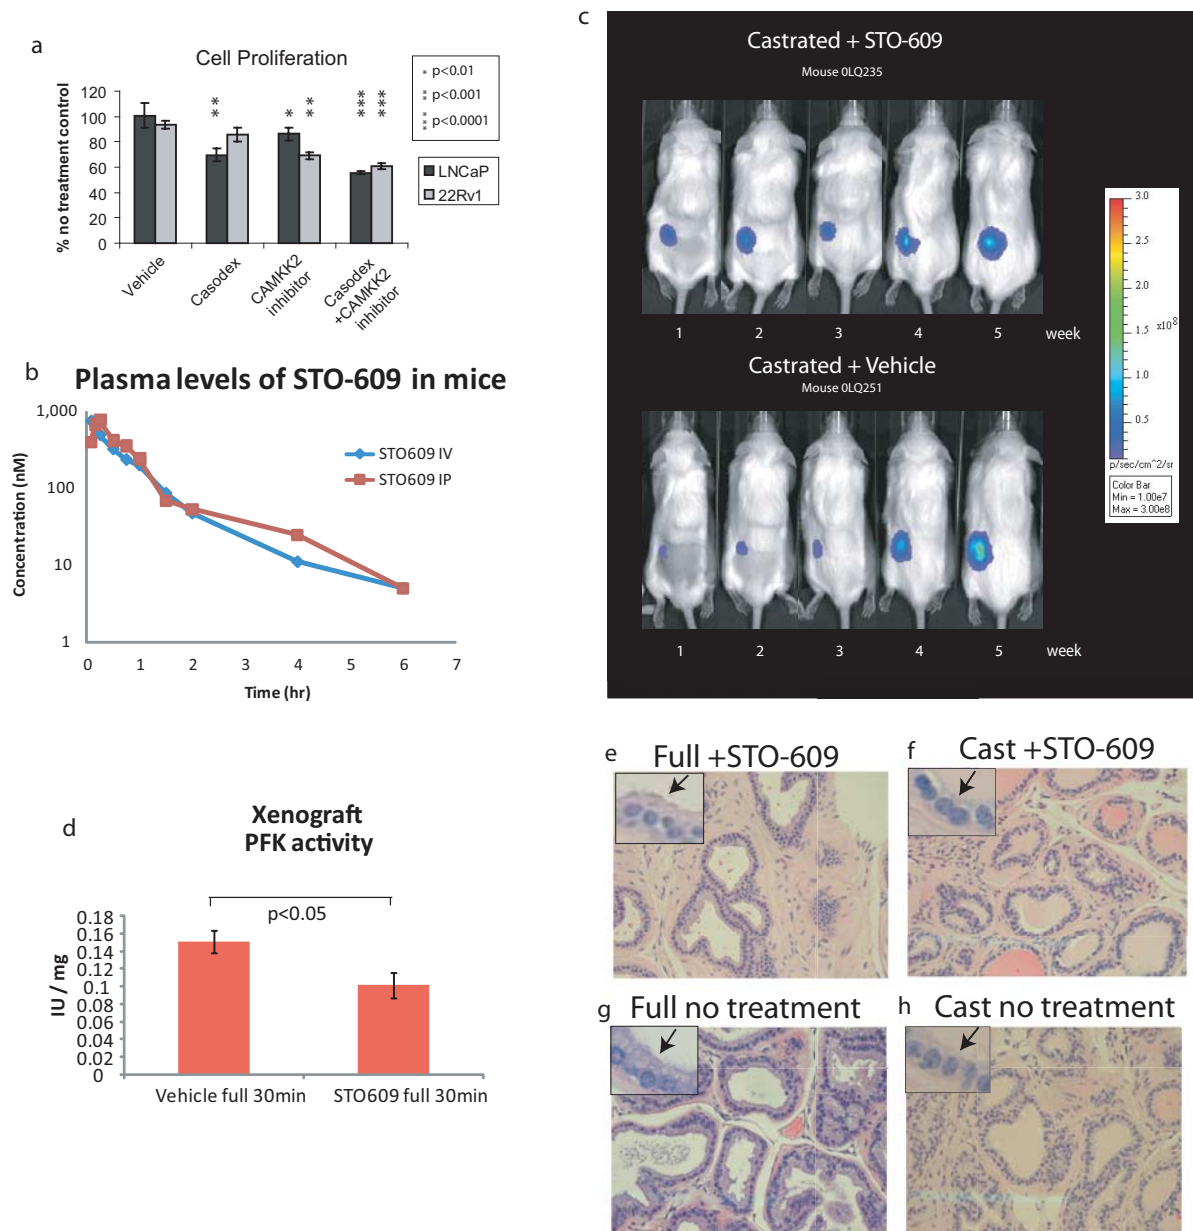 a
Cell Proliferation
* p<0.01
** p<0.001
*** p<0.0001
LNCaP
22Rv1
% no treatment control
120
100
80
60
40
20
0
** * ** *** ***
Vehicle
Casodex
CAMKK2
inhibitor
Casodex
+CAMKK2
inhibitor
b
Plasma levels of STO-609 in mice
Concentration (nM)
1,000
100
10
1
STO609 IV
STO609 IP
0 1 2 3 4 5 6 7
Time (hr)
c
Castrated + STO-609
Mouse 0LQ235
1 2 3 4 5 week
Castrated + Vehicle
Mouse 0LQ251
1 2 3 4 5 week
3.0
2.5
2.0
1.5 x10^8
1.0
0.5
p/sec/cm^2/sr
Color Bar
Min = 1.00e7
Max = 3.00e8
d
Xenograft
PFK activity
p<0.05
IU / mg
0.18
0.16
0.14
0.12
0.1
0.08
0.06
0.04
0.02
0
Vehicle full 30min STO609 full 30min
e Full +STO-609
f Cast +STO-609
g Full no treatment
h Cast no treatment